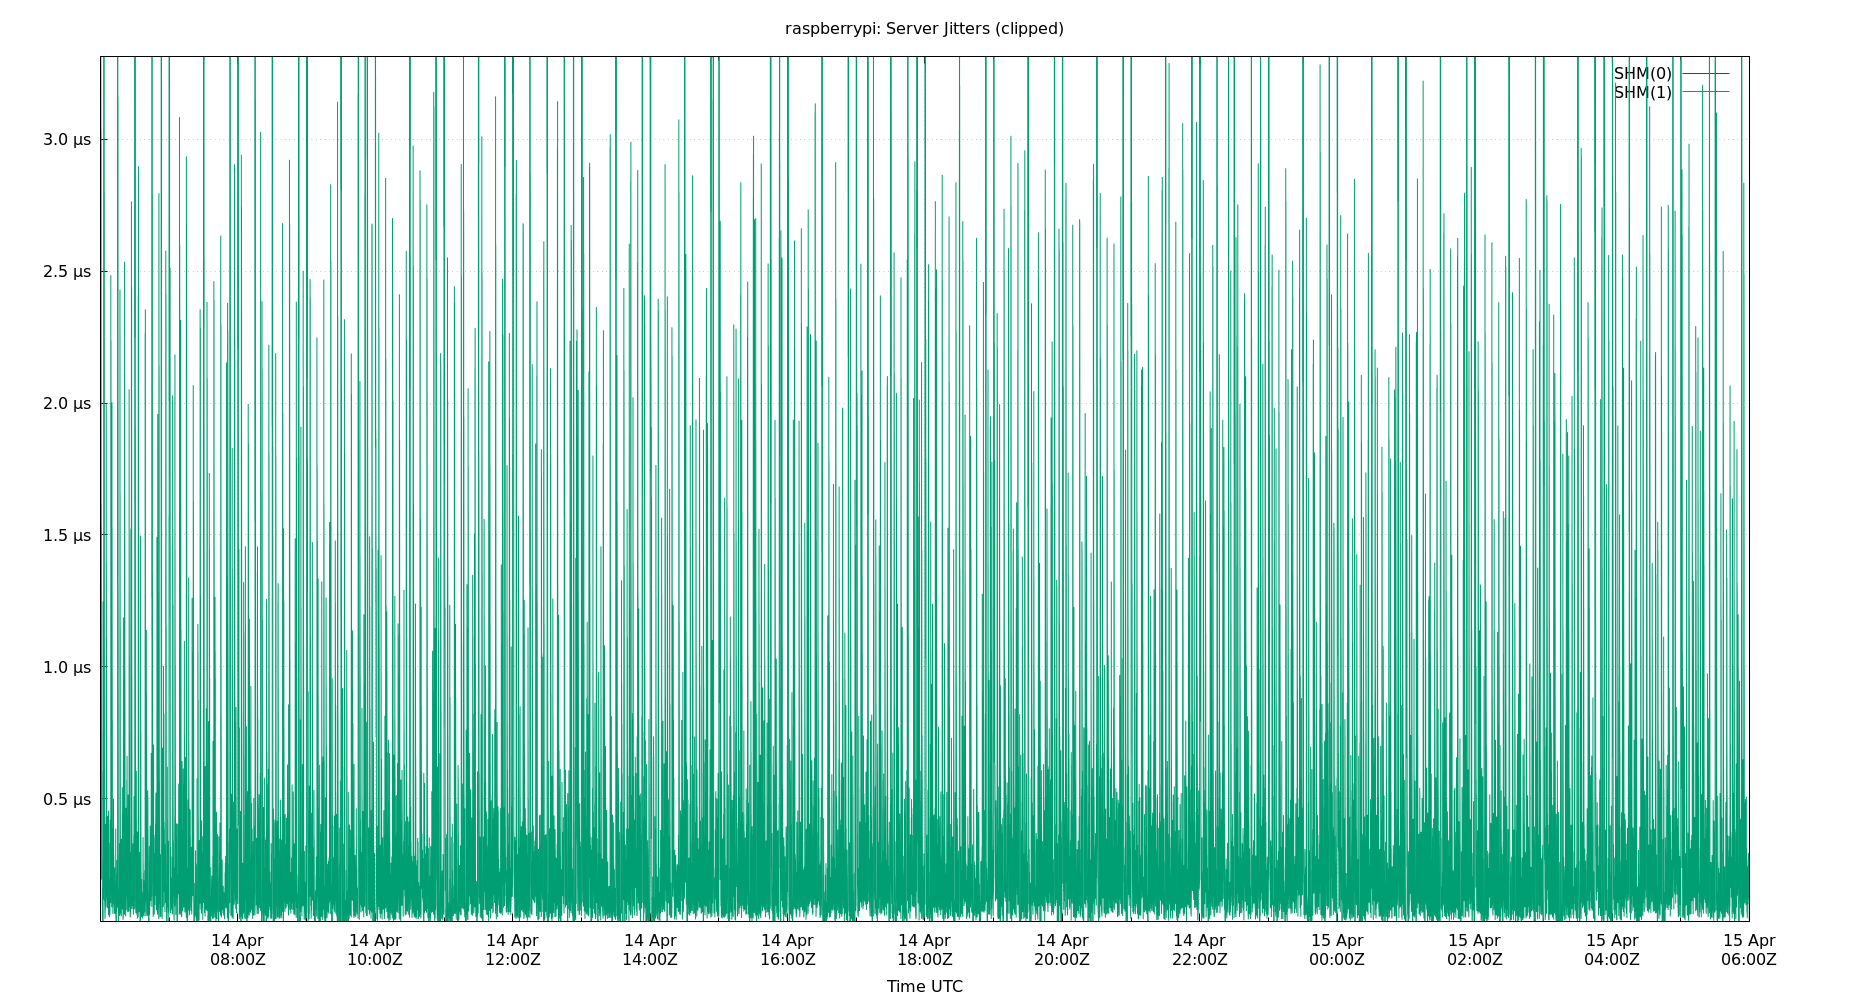 raspberrypi: Server Jitters (clipped)
SHM(0)
SHM(1)
3.0 µs
2.5 µs
2.0 µs
1.5 µs
1.0 µs
0.5 µs
14 Apr 14 Apr 14 Apr 14 Apr 14 Apr 14 Apr 14 Apr 14 Apr 15 Apr 15 Apr 15 Apr 15 Apr
08:00Z 10:00Z 12:00Z 14:00Z 16:00Z 18:00Z 20:00Z 22:00Z 00:00Z 02:00Z 04:00Z 06:00Z
Time UTC